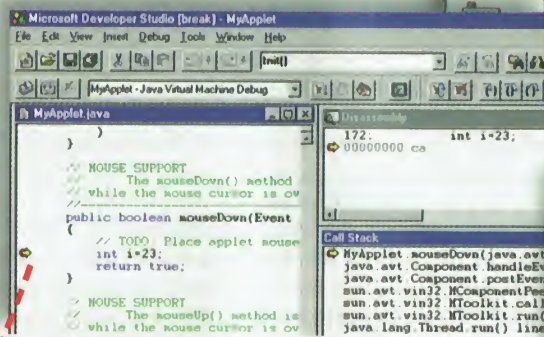 Microsoft Developer Studio [break] - MyApplet
File Edit View Insert Debug Tools Window Help
Init()
MyApplet - Java Virtual Machine Debug
MyApplet.java
}
}
// MOUSE SUPPORT
// The mouseDown() method
// while the mouse cursor is ov
//
public boolean mouseDown(Event
{
// TODO: Place applet mouse
int i=23;
return true;
}
// MOUSE SUPPORT
// The mouseUp() method is
// while the mouse cursor is ov
Disassembly
172: int i=23;
00000000 ca
Call Stack
MyApplet.mouseDown(java.awt
java.awt.Component.handleEv
java.awt.Component.postEven
sun.awt.win32.MComponentPee
sun.awt.win32.MToolkit.call
sun.awt.win32.MToolkit.run(
java.lang.Thread.run() line